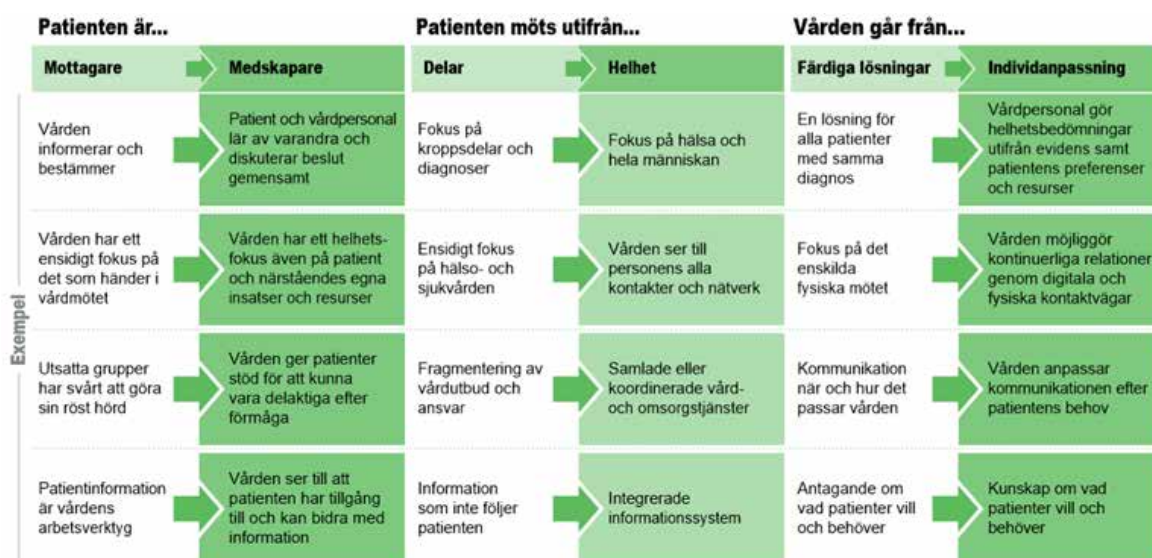 Patienten är...
Mottagare
Medskapare
Vården
informerar och
bestämmer
Patient och vårdpersonal
lär av varandra och
diskuterar beslut
gemensamt
Vården har ett
ensidigt fokus på
det som händer i
vårdmötet
Vården har ett helhets-
fokus även på patient
och närståendes egna
insatser och resurser
Utsatta grupper
har svårt att göra
sin röst hörd
Vården ger patienter
stöd för att kunna
vara delaktiga efter
förmåga
Patientinformation
är vårdens
arbetsverktyg
Vården ser till att
patienten har tillgång
till och kan bidra med
information
Patienten möts utifrån...
Delar
Helhet
Fokus på
kroppsdelar och
diagnoser
Fokus på hälsa och
hela människan
Ensidigt fokus
på hälso- och
sjukvården
Vården ser till
personens alla
kontakter och nätverk
Fragmentering av
vårdutbud och
ansvar
Samlade eller
koordinerade vård-
och omsorgstjänster
Information
som inte följer
patienten
Integrerade
informationssystem
Vården går från...
Färdiga lösningar
Individanpassning
En lösning för
alla patienter
med samma
diagnos
Vårdpersonal gör
helhetsbedömningar
utifrån evidens samt
patientens preferenser
och resurser
Fokus på det
enskilda
fysiska mötet
Vården möjliggör
kontinuerliga relationer
genom digitala och
fysiska kontaktvägar
Kommunikation
när och hur det
passar vården
Vården anpassar
kommunikationen efter
patientens behov
Antagande om
vad patienter vill
och behöver
Kunskap om vad
patienter vill och
behöver
Exempel